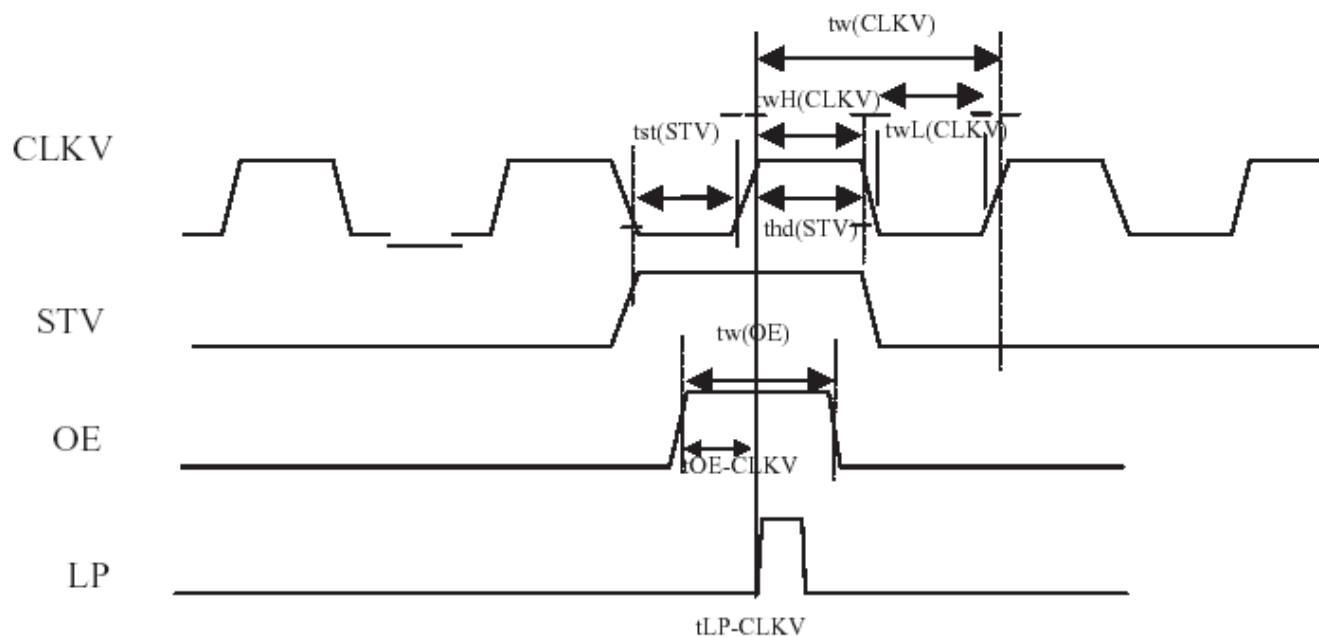 tw(CLKV)
twH(CLKV)
tst(STV)
twL(CLKV)
CLKV
thd(STV)
STV
tw(OE)
OE
tOE-CLKV
LP
tLP-CLKV